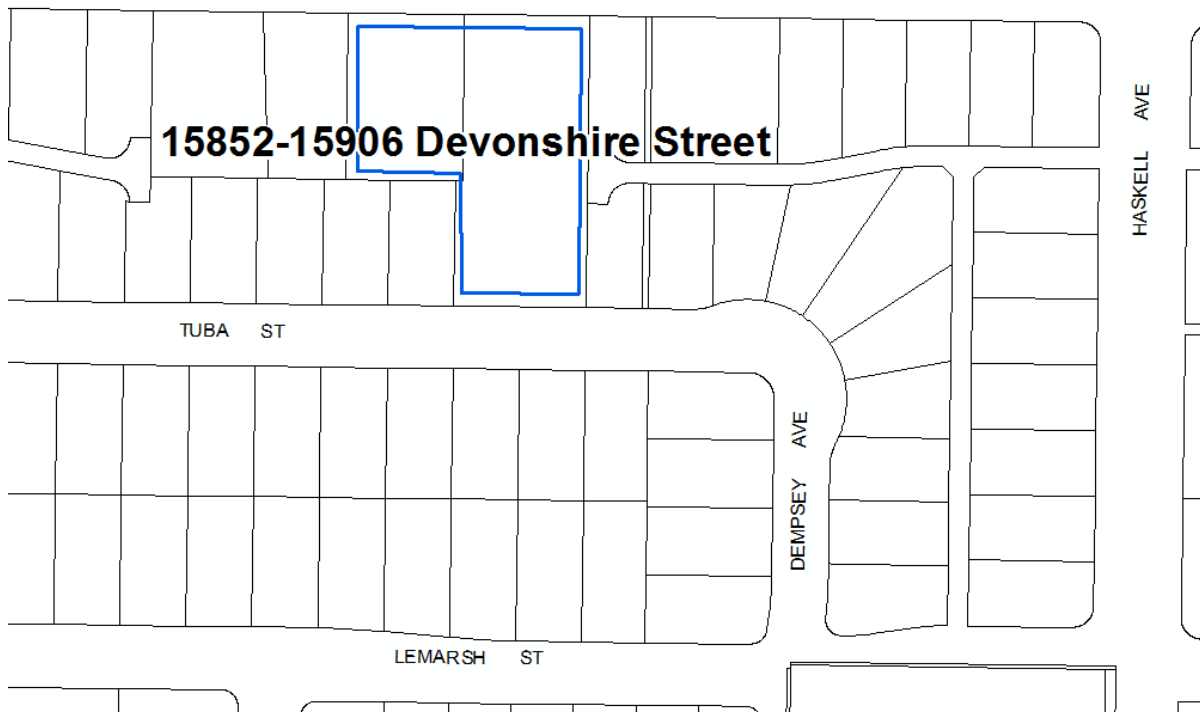 15852-15906 Devonshire Street
HASKELL AVE
TUBA ST
DEMPSEY AVE
LEMARSH ST